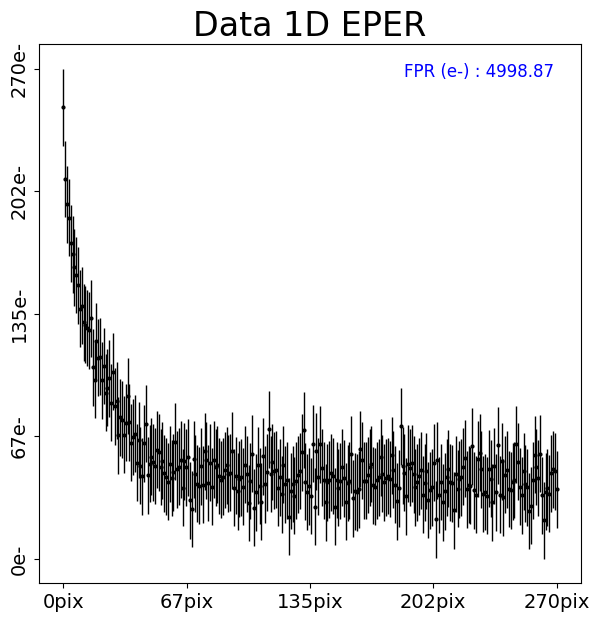 Data 1D EPER
FPR (e-) : 4998.87
270e-
202e-
135e-
67e-
0e-
0pix
67pix
135pix
202pix
270pix